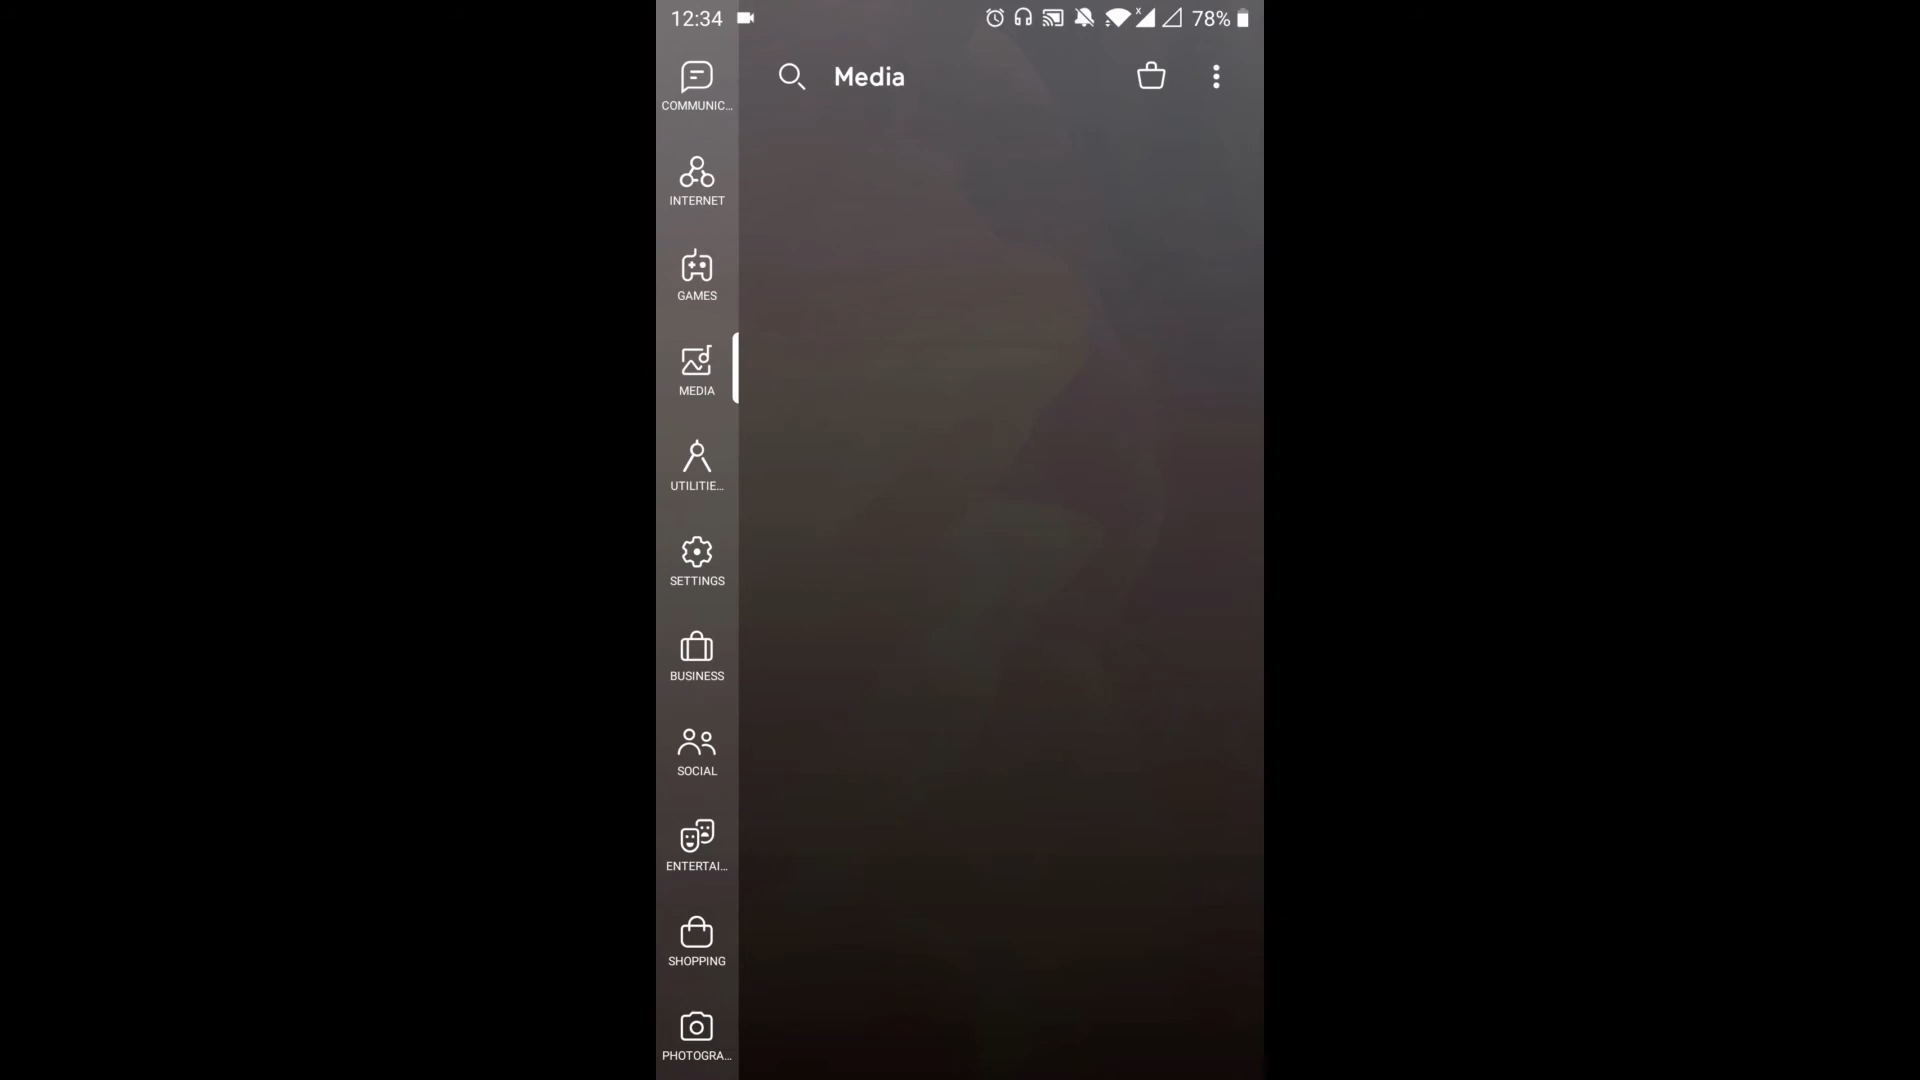 12:34
78%
Media
COMMUNIC...
INTERNET
GAMES
MEDIA
UTILITIE...
SETTINGS
BUSINESS
SOCIAL
ENTERTAI...
SHOPPING
PHOTOGRA...